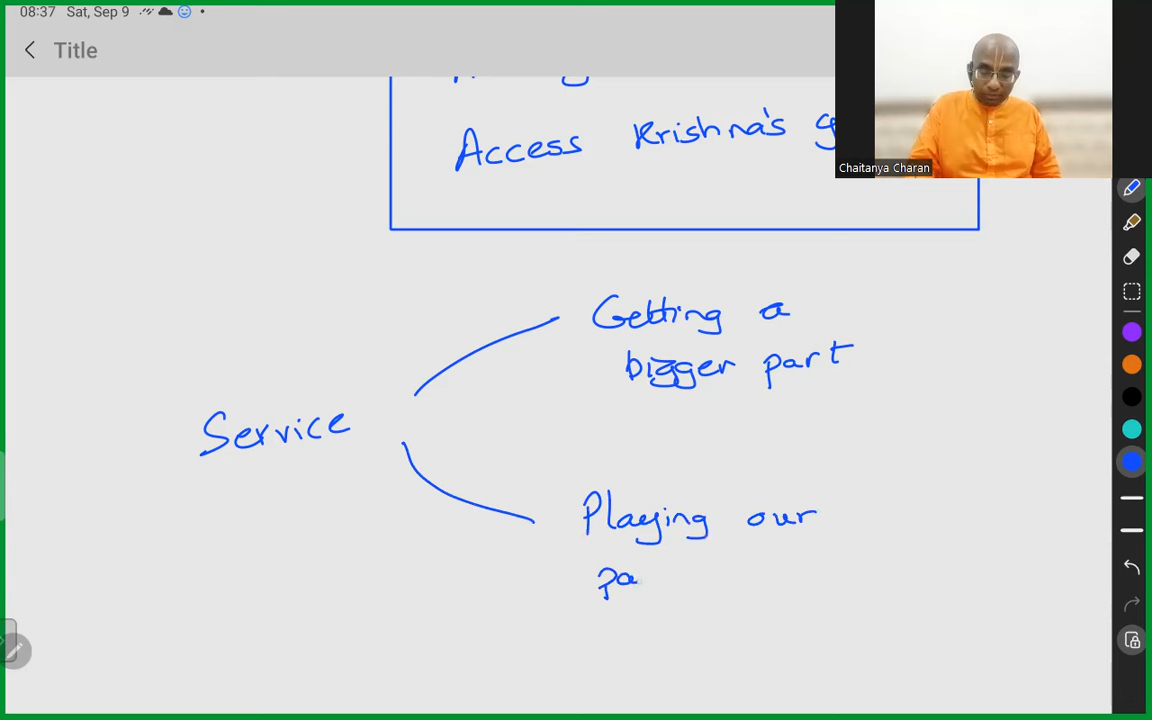 08:37 Sat, Sep 9
Title
Access Krishna's
Chaitanya Charan
Getting a
bigger part
Service
Playing our
pa